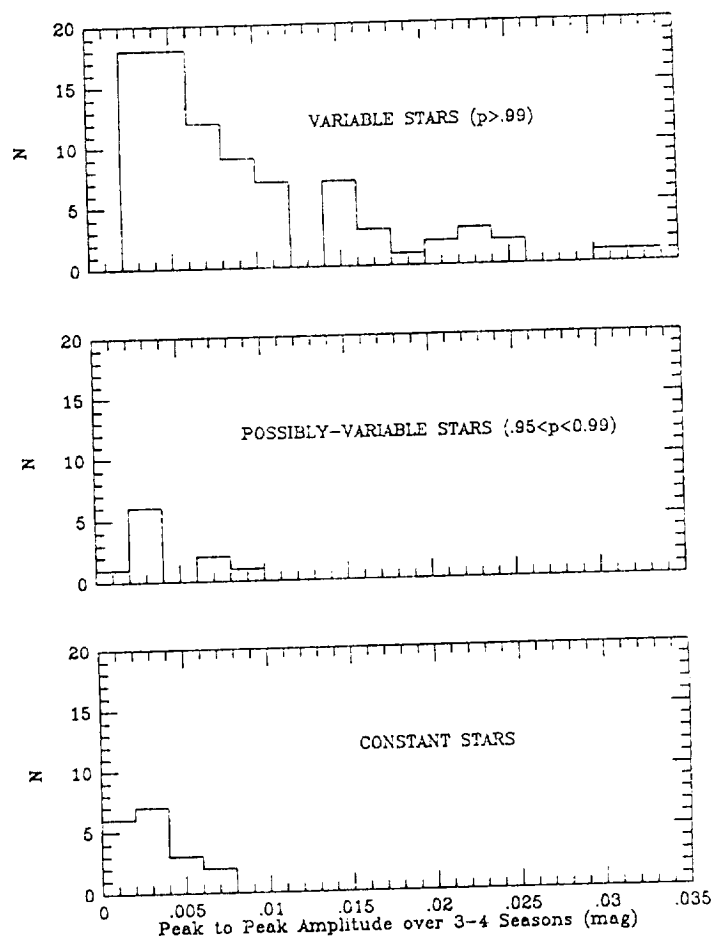 20
15
10
5
0
N
VARIABLE STARS (p>.99)
20
15
10
5
0
N
POSSIBLY-VARIABLE STARS (.95<p<0.99)
20
15
10
5
0
N
CONSTANT STARS
0 .005 .01 .015 .02 .025 .03 0.035
Peak to Peak Amplitude over 3-4 Seasons (mag)